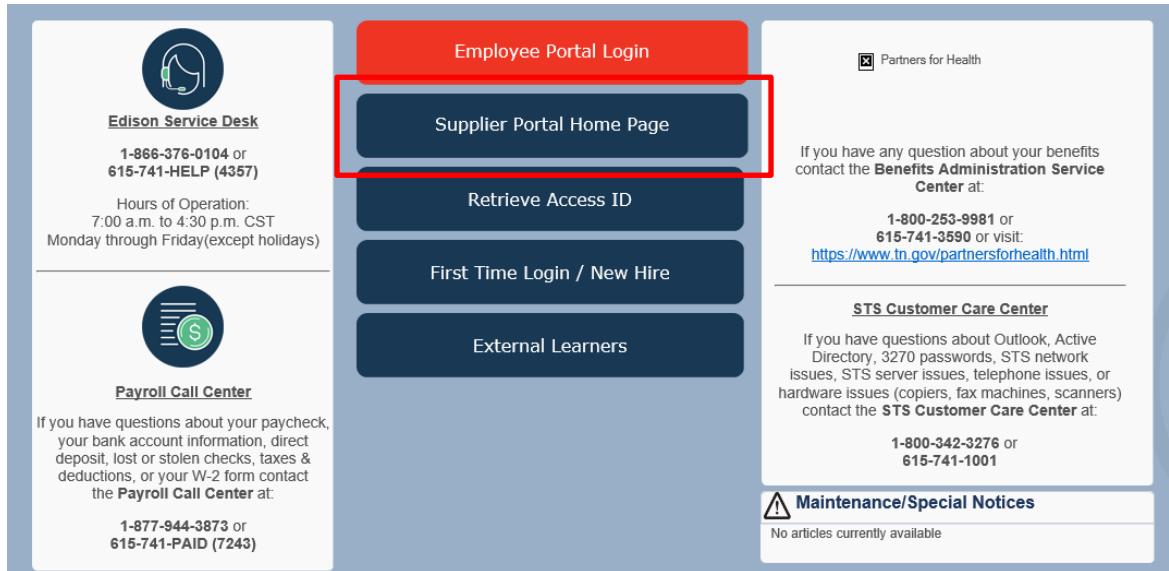 Edison Service Desk
1-866-376-0104 or
615-741-HELP (4357)
Hours of Operation:
7:00 a.m. to 4:30 p.m. CST
Monday through Friday(except holidays)
Payroll Call Center
If you have questions about your paycheck,
your bank account information, direct
deposit, lost or stolen checks, taxes &
deductions, or your W-2 form contact
the Payroll Call Center at:
1-877-944-3873 or
615-741-PAID (7243)
Employee Portal Login
Supplier Portal Home Page
Retrieve Access ID
First Time Login / New Hire
External Learners
Partners for Health
If you have any question about your benefits
contact the Benefits Administration Service
Center at:
1-800-253-9981 or
615-741-3590 or visit:
https://www.tn.gov/partnersforhealth.html
STS Customer Care Center
If you have questions about Outlook, Active
Directory, 3270 passwords, STS network
issues, STS server issues, telephone issues, or
hardware issues (copiers, fax machines, scanners)
contact the STS Customer Care Center at:
1-800-342-3276 or
615-741-1001
Maintenance/Special Notices
No articles currently available